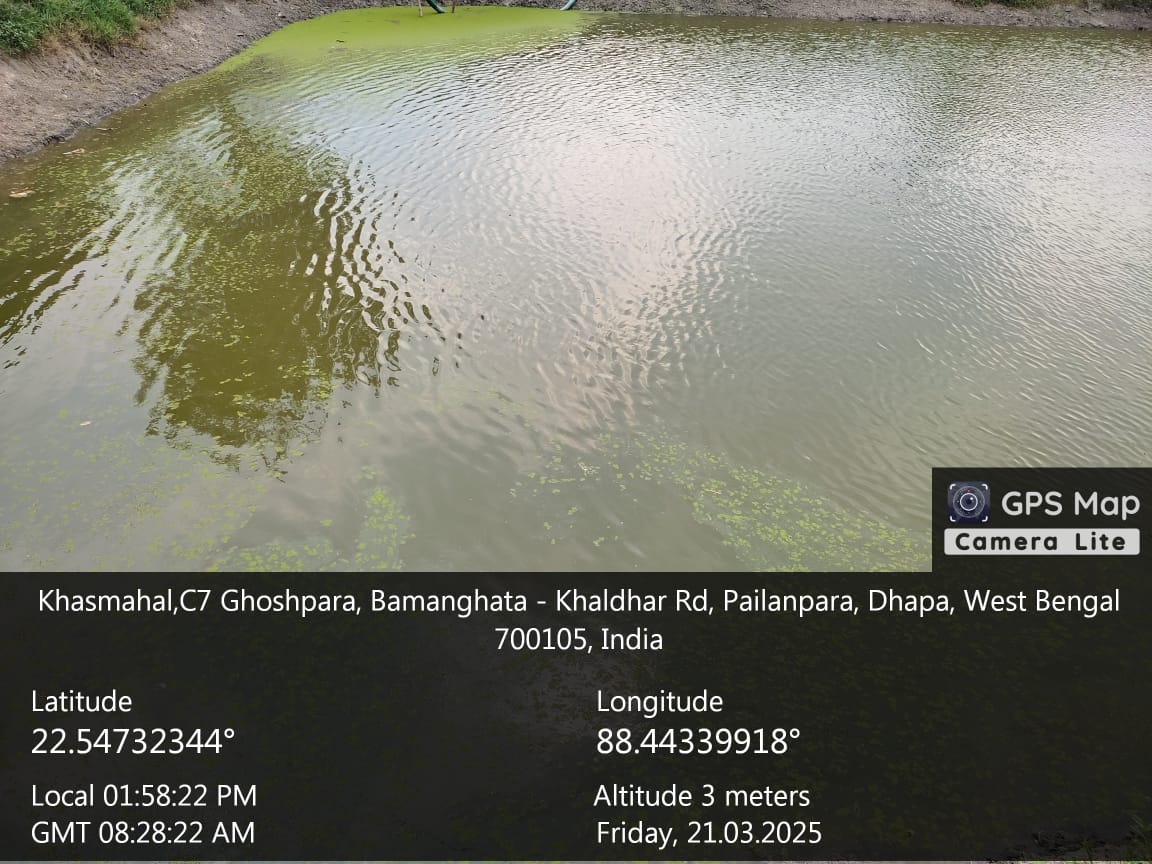 GPS Map
Camera Lite
Khasmahal,C7 Ghoshpara, Bamanghata - Khaldhar Rd, Pailanpara, Dhapa, West Bengal
700105, India
Latitude
22.54732344°
Longitude
88.44339918°
Local 01:58:22 PM
GMT 08:28:22 AM
Altitude 3 meters
Friday, 21.03.2025